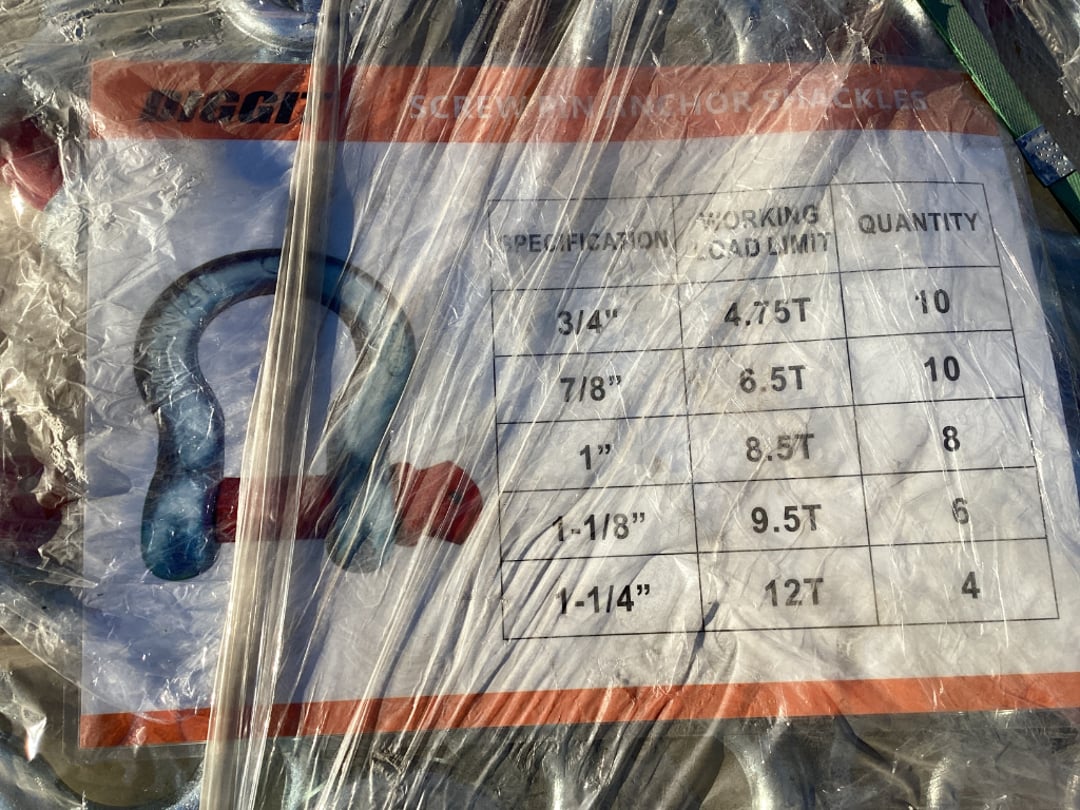 DIGGIT
SCREW PIN ANCHOR SHACKLES
SPECIFICATION WORKING LOAD LIMIT QUANTITY
3/4" 4.75T 10
7/8” 6.5T 10
1” 8.5T 8
1-1/8” 9.5T 6
1-1/4” 12T 4